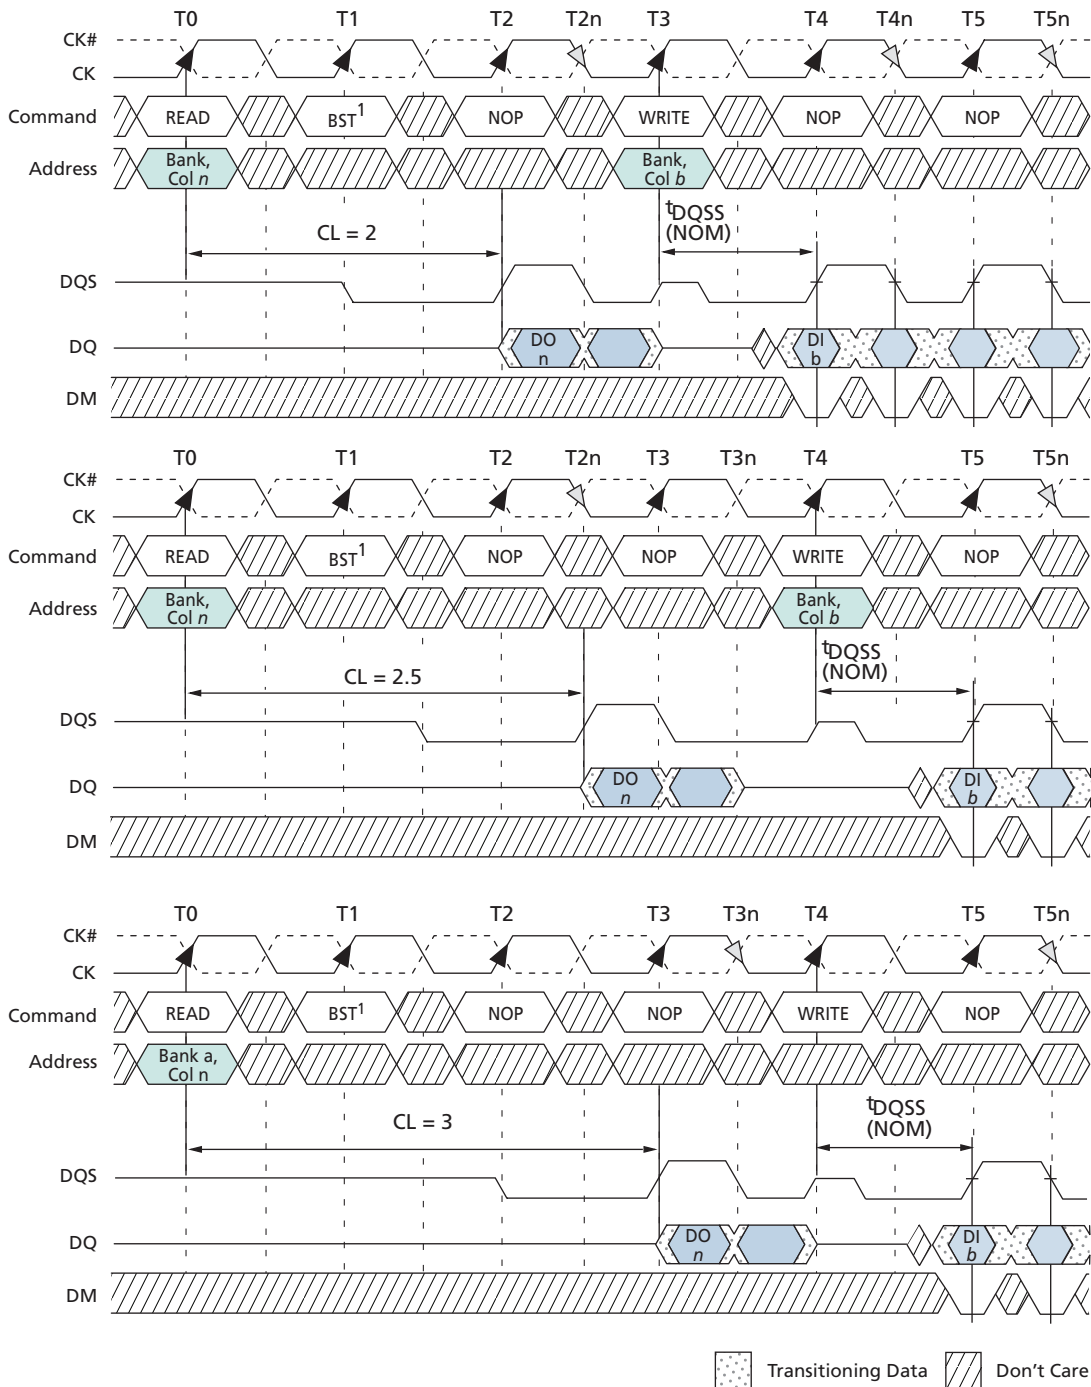 T0 T1 T2 T2n T3 T4 T4n T5 T5n
CK#
CK
Command READ BST1 NOP WRITE NOP NOP
Address Bank, Col n Bank, Col b
CL = 2
tDQSS
(NOM)
DQS
DQ DO n DI b
DM
T0 T1 T2 T2n T3 T3n T4 T5 T5n
CK#
CK
Command READ BST1 NOP NOP WRITE NOP
Address Bank, Col n Bank, Col b
CL = 2.5
tDQSS
(NOM)
DQS
DQ DO n DI b
DM
T0 T1 T2 T3 T3n T4 T5 T5n
CK#
CK
Command READ BST1 NOP NOP WRITE NOP
Address Bank a, Col n
CL = 3
tDQSS
(NOM)
DQS
DQ DO n DI b
DM
Transitioning Data Don't Care